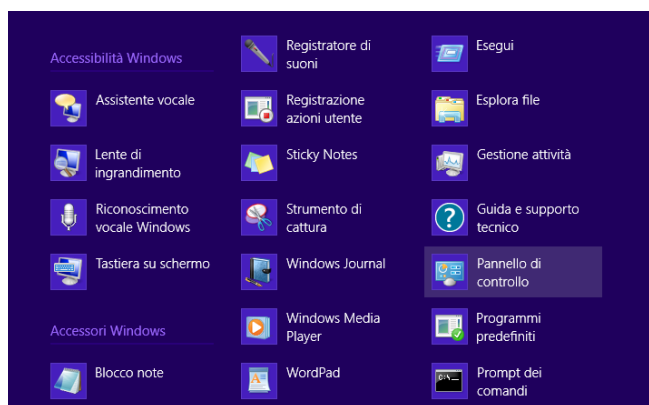 Accessibilità Windows
Assistente vocale
Lente di
ingrandimento
Riconoscimento
vocale Windows
Tastiera su schermo
Accessori Windows
Blocco note
Registratore di
suoni
Registrazione
azioni utente
Sticky Notes
Strumento di
cattura
Windows Journal
Windows Media
Player
WordPad
Esegui
Esplora file
Gestione attività
Guida e supporto
tecnico
Pannello di
controllo
Programmi
predefiniti
Prompt dei
comandi